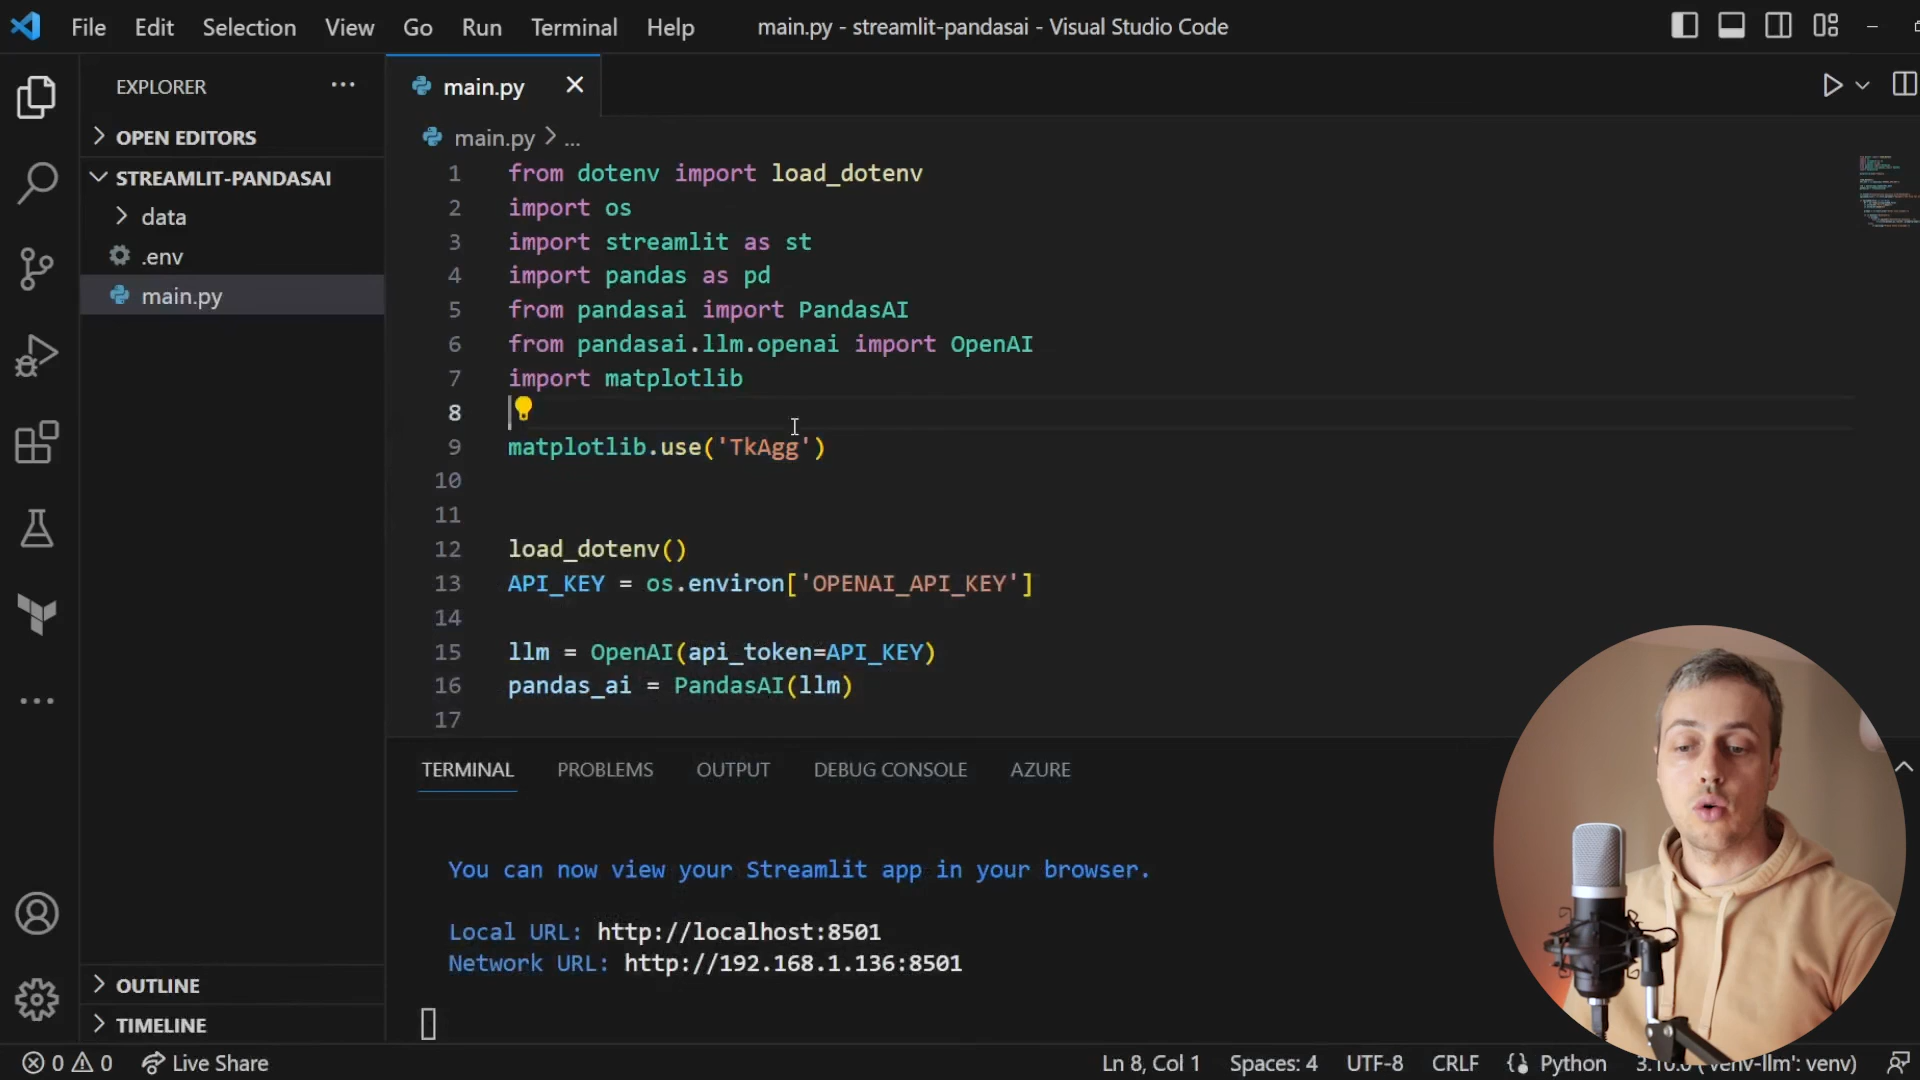 File Edit Selection View Go Run Terminal Help main.py - streamlit-pandasai - Visual Studio Code
EXPLORER
OPEN EDITORS
STREAMLIT-PANDASAI
data
.env
main.py
OUTLINE
TIMELINE
main.py
main.py > ...
1 from dotenv import load_dotenv
2 import os
3 import streamlit as st
4 import pandas as pd
5 from pandasai import PandasAI
6 from pandasai.llm.openai import OpenAI
7 import matplotlib
8
9 matplotlib.use('TkAgg')
10
11
12 load_dotenv()
13 API_KEY = os.environ['OPENAI_API_KEY']
14
15 llm = OpenAI(api_token=API_KEY)
16 pandas_ai = PandasAI(llm)
17
TERMINAL PROBLEMS OUTPUT DEBUG CONSOLE AZURE
You can now view your Streamlit app in your browser.
Local URL: http://localhost:8501
Network URL: http://192.168.1.136:8501
0 0 Live Share Ln 8, Col 1 Spaces: 4 UTF-8 CRLF Python venv)